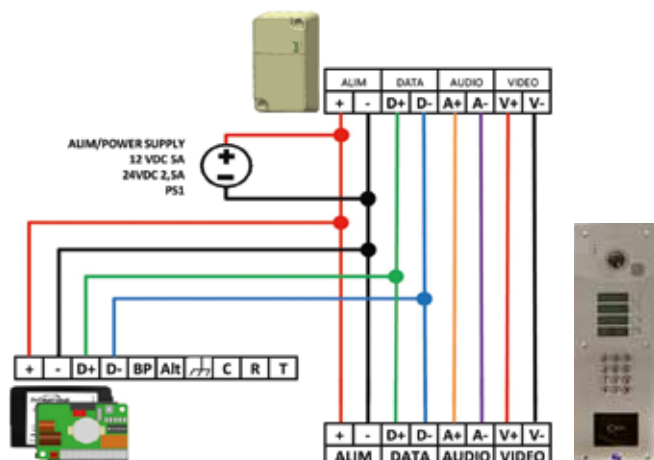 ALIM DATA AUDIO VIDEO
+ - D+ D- A+ A- V+ V-
ALIM/POWER SUPPLY
12 VDC 5A
24VDC 2,5A
PS1
+
-
+ - D+ D- BP Alt C R T
+ - D+ D- A+ A- V+ V-
ALIM DATA AUDIO VIDEO